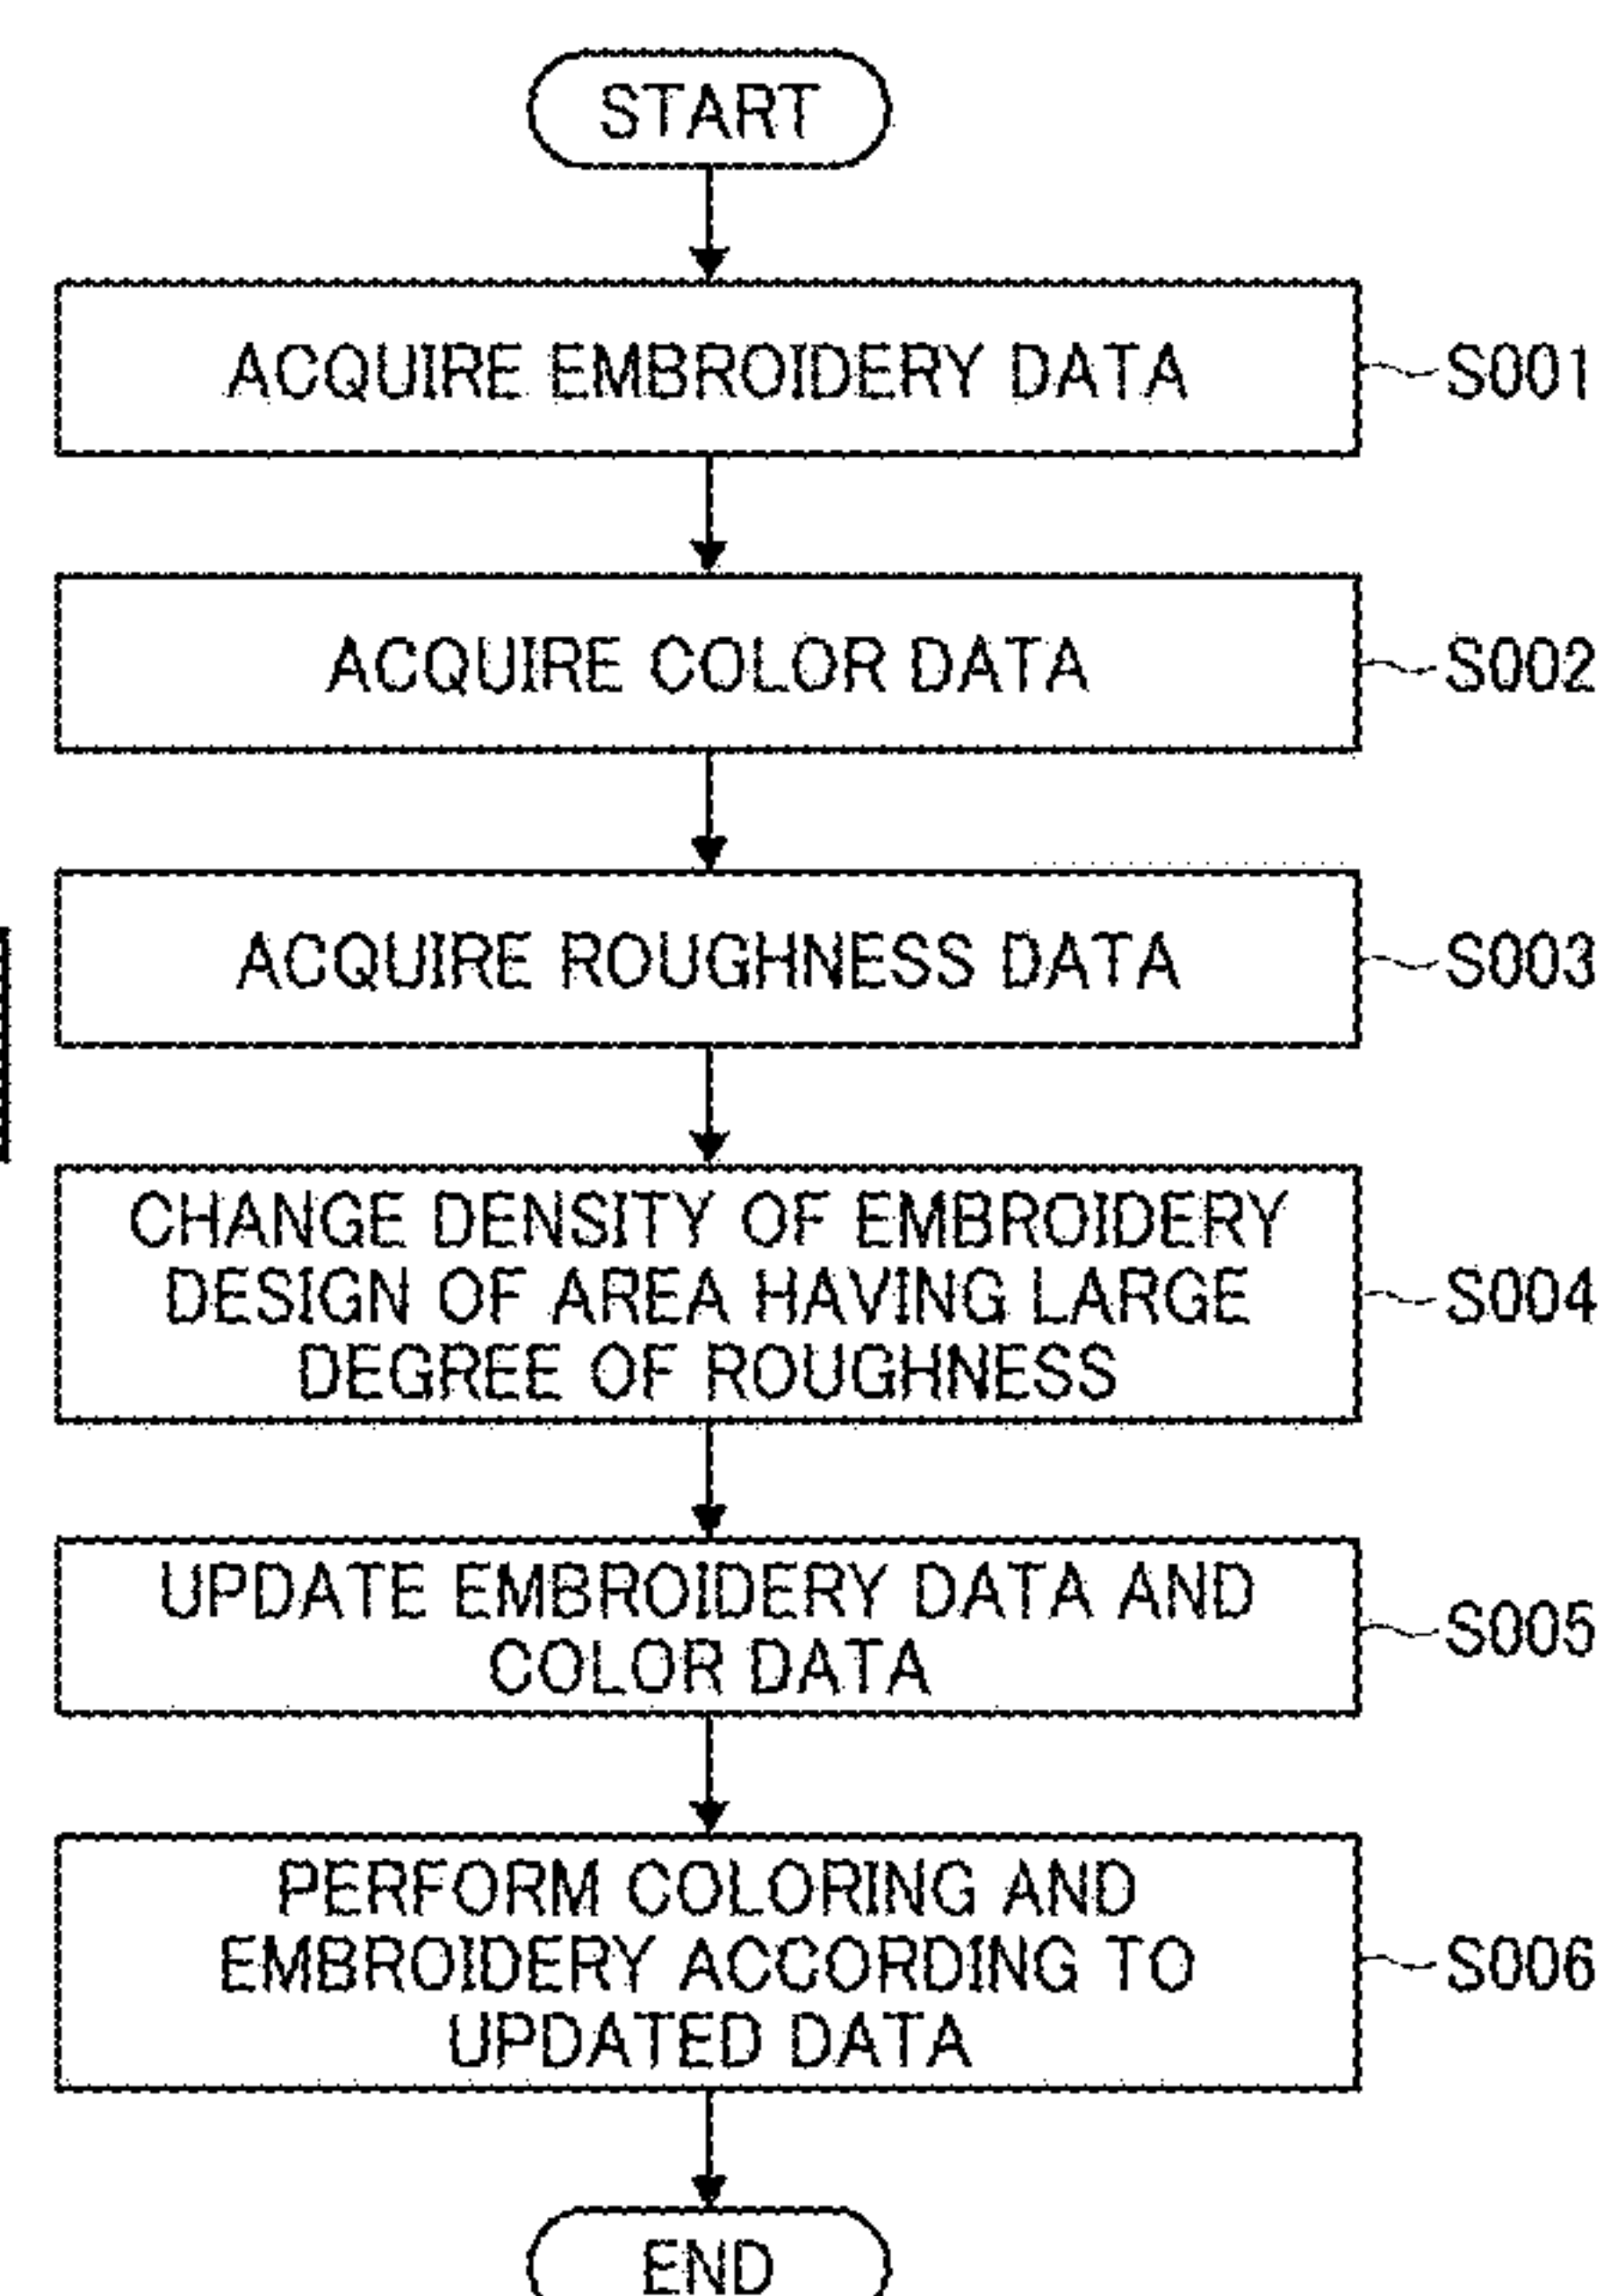 START
ACQUIRE EMBROIDERY DATA
S001
ACQUIRE COLOR DATA
S002
ACQUIRE ROUGHNESS DATA
S003
CHANGE DENSITY OF EMBROIDERY
DESIGN OF AREA HAVING LARGE
DEGREE OF ROUGHNESS
S004
UPDATE EMBROIDERY DATA AND
COLOR DATA
S005
PERFORM COLORING AND
EMBROIDERY ACCORDING TO
UPDATED DATA
S006
END